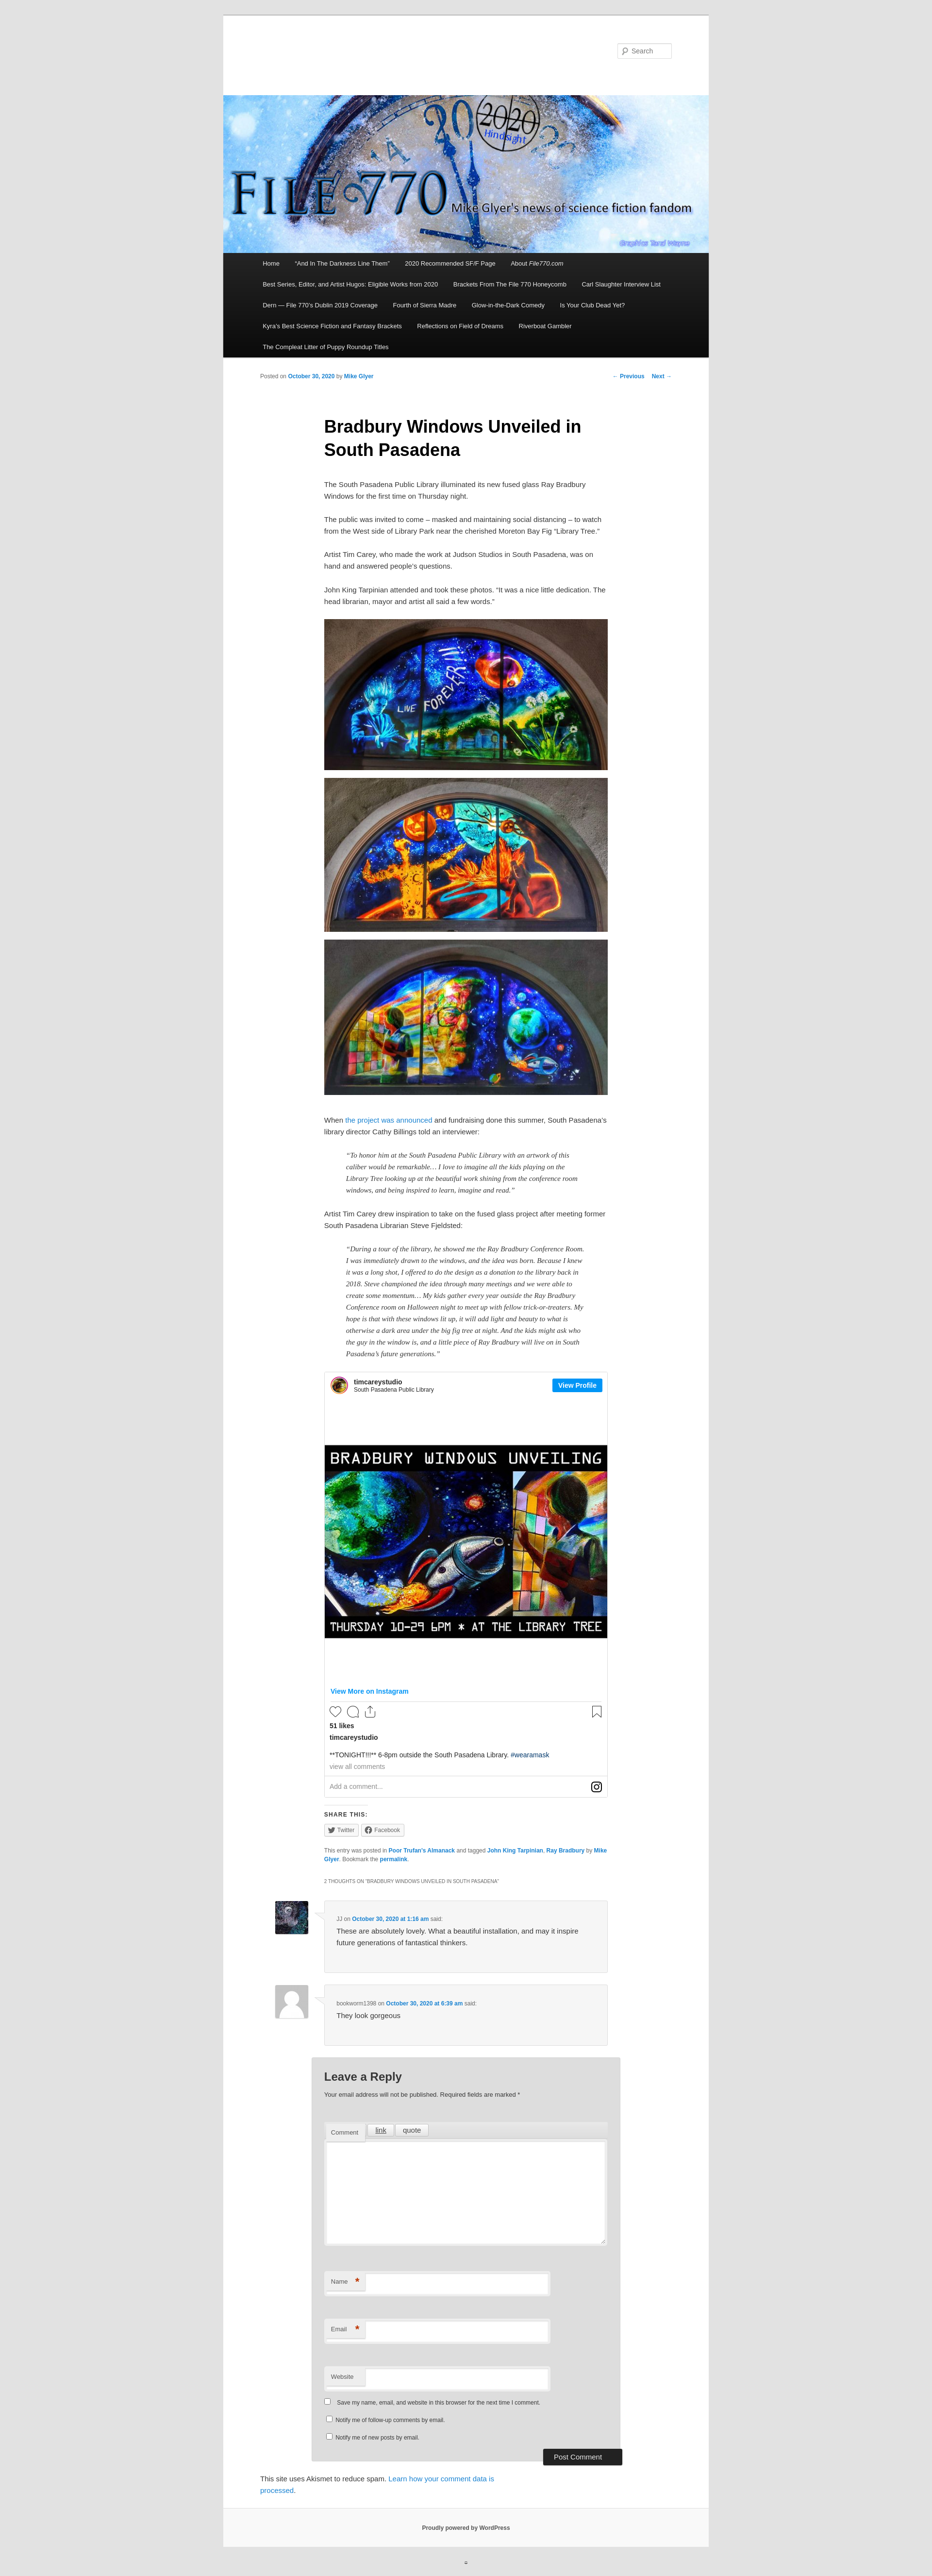 Search
2020
Hindsight
FILE 770
Mike Glyer's news of science fiction fandom
Home
“And In The Darkness Line Them”
2020 Recommended SF/F Page
About File770.com
Best Series, Editor, and Artist Hugos: Eligible Works from 2020
Brackets From The File 770 Honeycomb
Carl Slaughter Interview List
Dern — File 770’s Dublin 2019 Coverage
Fourth of Sierra Madre
Glow-in-the-Dark Comedy
Is Your Club Dead Yet?
Kyra’s Best Science Fiction and Fantasy Brackets
Reflections on Field of Dreams
Riverboat Gambler
The Compleat Litter of Puppy Roundup Titles
Posted on October 30, 2020 by Mike Glyer
← Previous
Next →
Bradbury Windows Unveiled in
South Pasadena
The South Pasadena Public Library illuminated its new fused glass Ray Bradbury
Windows for the first time on Thursday night.
The public was invited to come – masked and maintaining social distancing – to watch
from the West side of Library Park near the cherished Moreton Bay Fig “Library Tree.”
Artist Tim Carey, who made the work at Judson Studios in South Pasadena, was on
hand and answered people’s questions.
John King Tarpinian attended and took these photos. “It was a nice little dedication. The
head librarian, mayor and artist all said a few words.”
LIVE FOREVER!
When the project was announced and fundraising done this summer, South Pasadena’s
library director Cathy Billings told an interviewer:
“To honor him at the South Pasadena Public Library with an artwork of this
caliber would be remarkable… I love to imagine all the kids playing on the
Library Tree looking up at the beautiful work shining from the conference room
windows, and being inspired to learn, imagine and read.”
Artist Tim Carey drew inspiration to take on the fused glass project after meeting former
South Pasadena Librarian Steve Fjeldsted:
“During a tour of the library, he showed me the Ray Bradbury Conference Room.
I was immediately drawn to the windows, and the idea was born. Because I knew
it was a long shot, I offered to do the design as a donation to the library back in
2018. Steve championed the idea through many meetings and we were able to
create some momentum… My kids gather every year outside the Ray Bradbury
Conference room on Halloween night to meet up with fellow trick-or-treaters. My
hope is that with these windows lit up, it will add light and beauty to what is
otherwise a dark area under the big fig tree at night. And the kids might ask who
the guy in the window is, and a little piece of Ray Bradbury will live on in South
Pasadena’s future generations.”
timcareystudio
South Pasadena Public Library
View Profile
BRADBURY WINDOWS UNVEILING
THURSDAY 10-29 6PM * AT THE LIBRARY TREE
View More on Instagram
51 likes
timcareystudio
**TONIGHT!!!** 6-8pm outside the South Pasadena Library. #wearamask
view all comments
Add a comment...
SHARE THIS:
Twitter
Facebook
This entry was posted in Poor Trufan's Almanack and tagged John King Tarpinian, Ray Bradbury by Mike
Glyer. Bookmark the permalink.
2 THOUGHTS ON “BRADBURY WINDOWS UNVEILED IN SOUTH PASADENA”
JJ on October 30, 2020 at 1:16 am said:
These are absolutely lovely. What a beautiful installation, and may it inspire
future generations of fantastical thinkers.
bookworm1398 on October 30, 2020 at 6:39 am said:
They look gorgeous
Leave a Reply
Your email address will not be published. Required fields are marked *
Comment
link
quote
Name *
Email *
Website
Save my name, email, and website in this browser for the next time I comment.
Notify me of follow-up comments by email.
Notify me of new posts by email.
Post Comment
This site uses Akismet to reduce spam. Learn how your comment data is
processed.
Proudly powered by WordPress